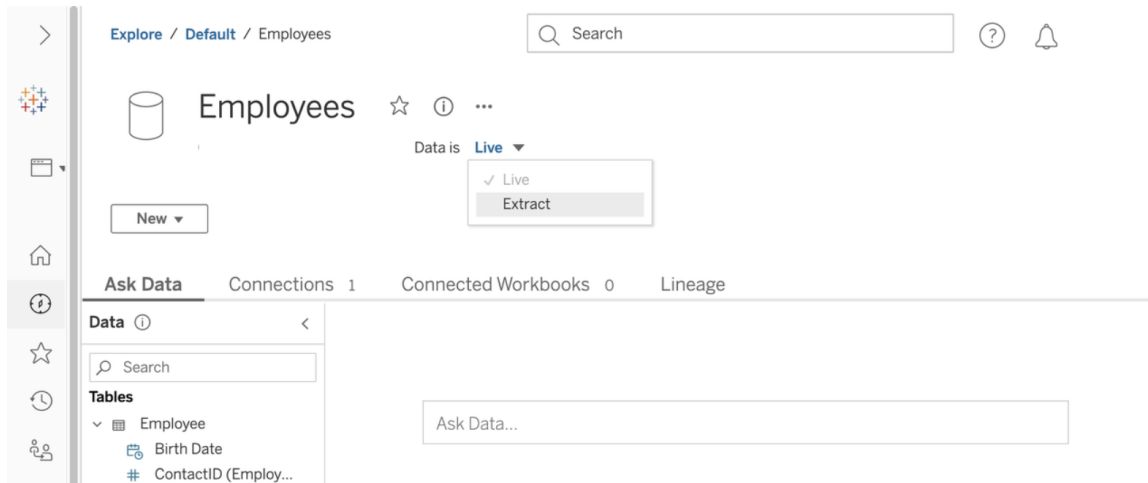 Explore / Default / Employees
Search
Employees
Data is Live
Live
Extract
New
Ask Data Connections 1 Connected Workbooks 0 Lineage
Data
Search
Tables
Employee
Birth Date
ContactID (Employ...
Ask Data...